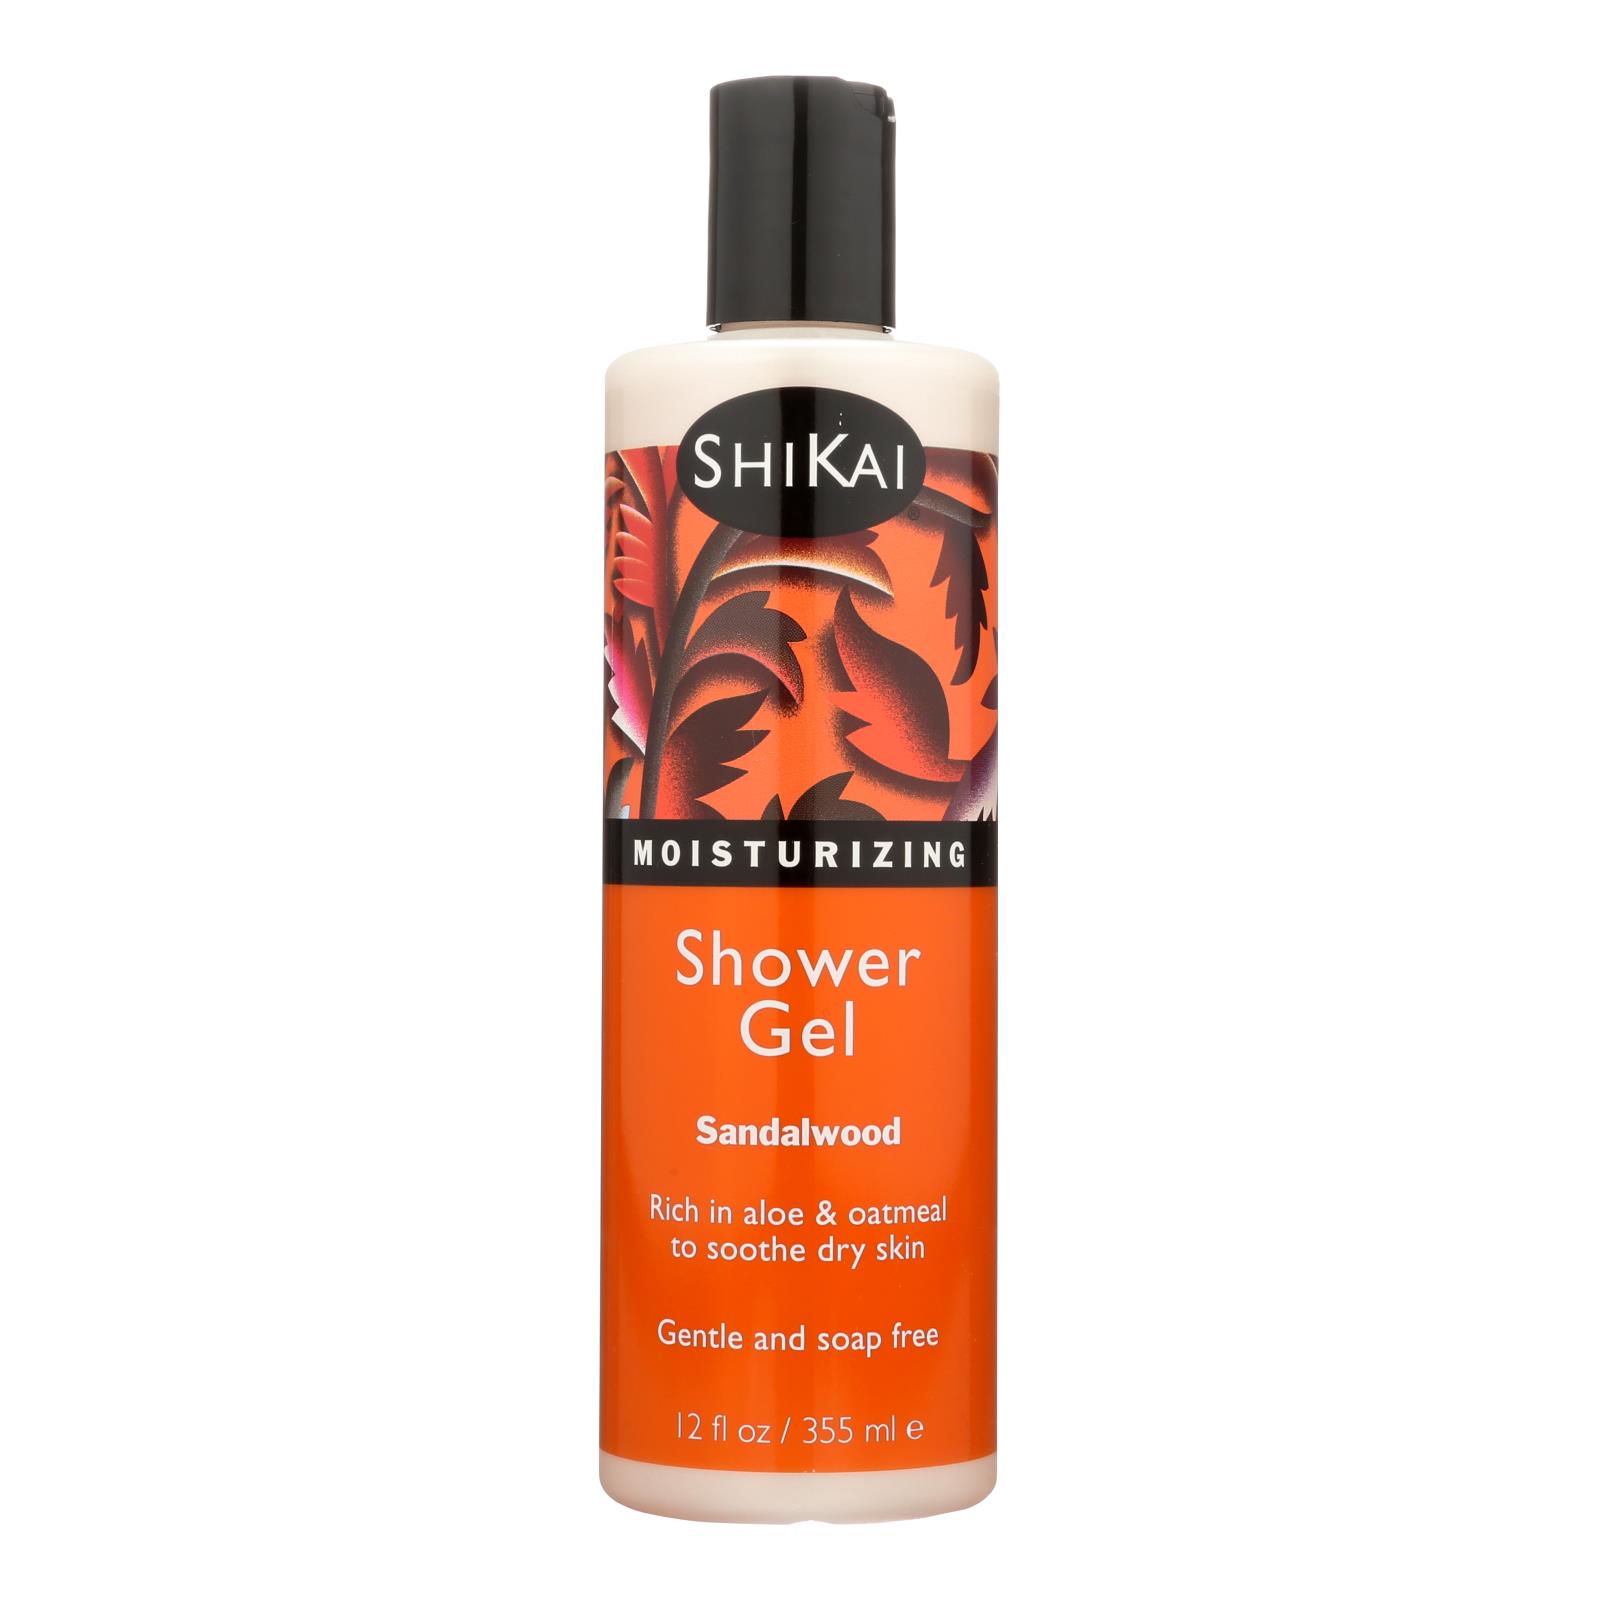 SHIKAI
®
MOISTURIZING
Shower
Gel
Sandalwood
Rich in aloe & oatmeal
to soothe dry skin
Gentle and soap free
12 fl oz / 355 ml ℮